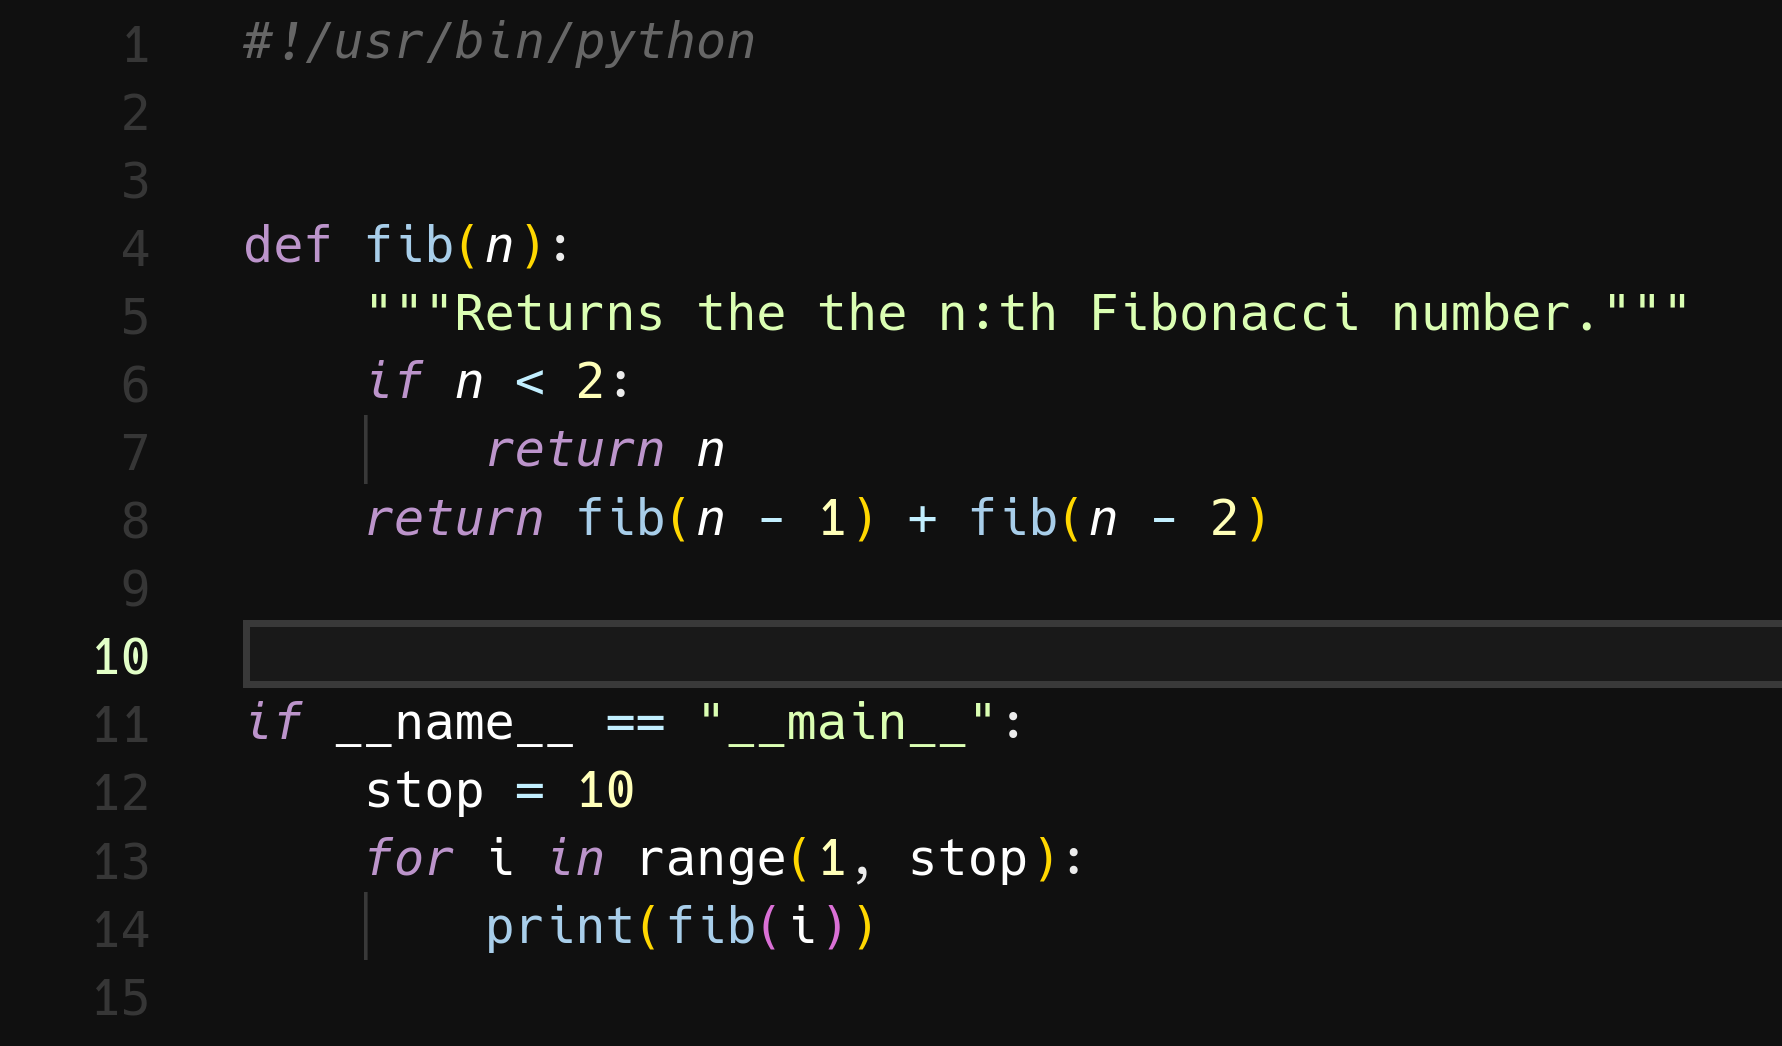 1 #!/usr/bin/python
2
3
4 def fib(n):
5     """Returns the the n:th Fibonacci number."""
6     if n < 2:
7         return n
8     return fib(n - 1) + fib(n - 2)
9
10
11 if __name__ == "__main__":
12     stop = 10
13     for i in range(1, stop):
14         print(fib(i))
15